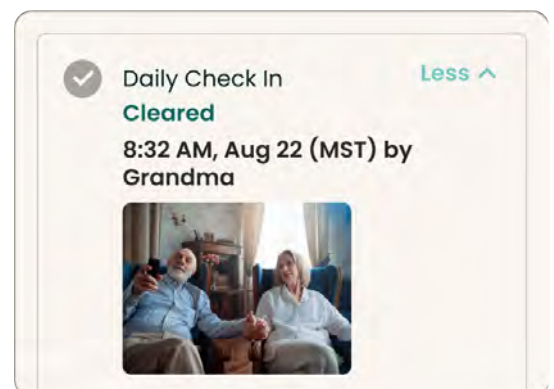 Daily Check In
Less
Cleared
8:32 AM, Aug 22 (MST) by
Grandma